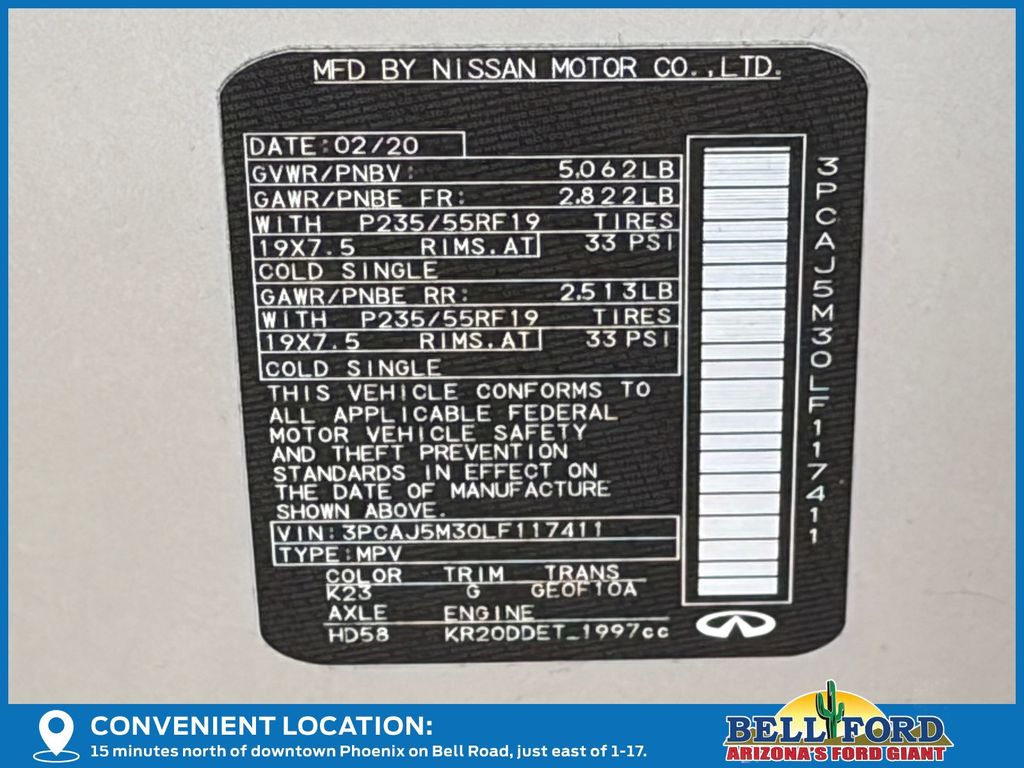 MFD BY NISSAN MOTOR CO.,LTD.
DATE:02/20
GVWR/PNBV: 5,062LB
GAWR/PNBE FR: 2,822LB
WITH P235/55RF19 TIRES
19X7.5 RIMS.AT 33 PSI
COLD SINGLE
GAWR/PNBE RR: 2,513LB
WITH P235/55RF19 TIRES
19X7.5 RIMS.AT 33 PSI
COLD SINGLE
THIS VEHICLE CONFORMS TO
ALL APPLICABLE FEDERAL
MOTOR VEHICLE SAFETY
AND THEFT PREVENTION
STANDARDS IN EFFECT ON
THE DATE OF MANUFACTURE
SHOWN ABOVE.
VIN:3PCAJ5M30LF117411
TYPE:MPV
COLOR TRIM TRANS
K23 G GE0F10A
AXLE ENGINE
HD58 KR20DDET_1997cc
3PCAJ5M30LF117411
CONVENIENT LOCATION:
15 minutes north of downtown Phoenix on Bell Road, just east of 1-17.
BELL FORD
ARIZONA'S FORD GIANT